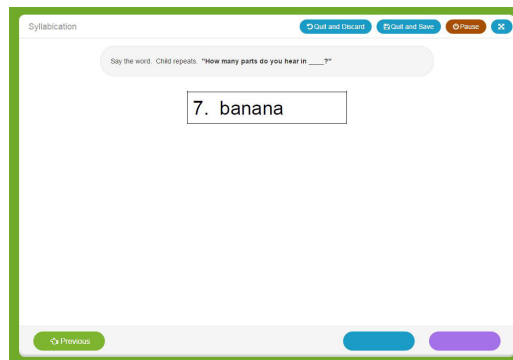 Syllabication
Quit and Discard
Quit and Save
Pause
Say the word. Child repeats. "How many parts do you hear in ____?"
7. banana
Previous